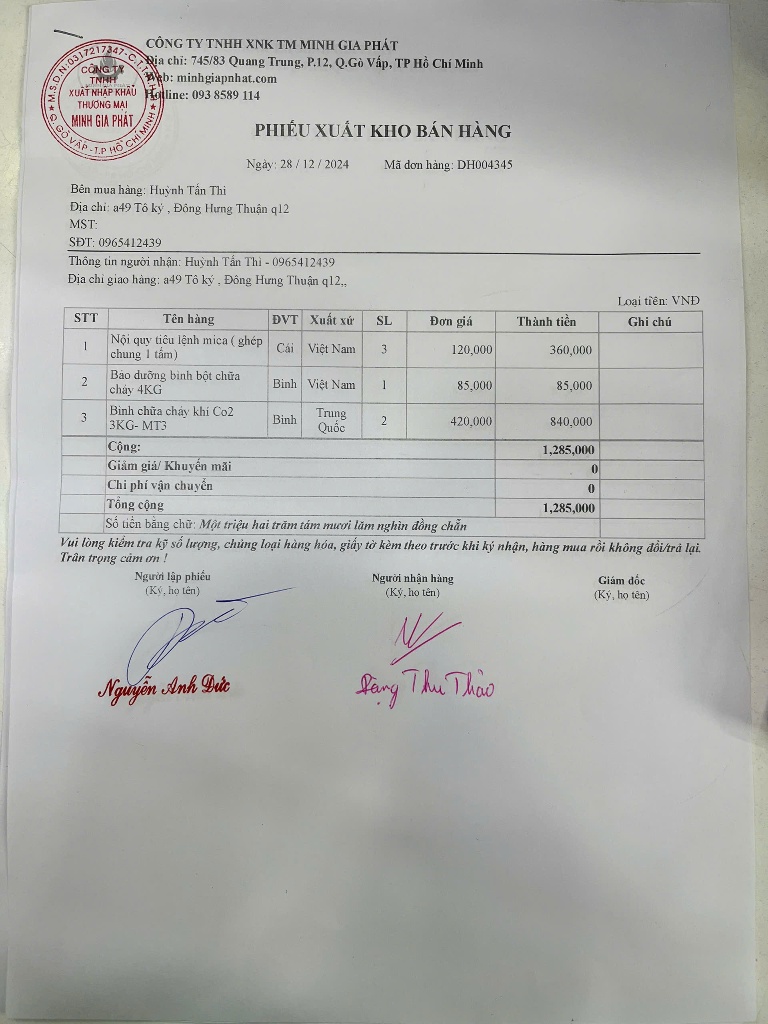 CÔNG TY TNHH XNK TM MINH GIA PHÁT
Địa chỉ: 745/83 Quang Trung, P.12, Q.Gò Vấp, TP Hồ Chí Minh
Web: minhgiapnhat.com
Hotline: 093 8589 114
M.S.D.N:0317217347-C.T.T.N.H.H
CÔNG TY
TNHH
XUẤT NHẬP KHẨU
THƯƠNG MẠI
MINH GIA PHÁT
Q.GÒ VẤP -T.P HỒ CHÍ MINH
PHIẾU XUẤT KHO BÁN HÀNG
Ngày: 28 / 12 / 2024 Mã đơn hàng: DH004345
Bên mua hàng: Huỳnh Tấn Thi
Địa chỉ: a49 Tô ký , Đông Hưng Thuận q12
MST:
SĐT: 0965412439
Thông tin người nhận: Huỳnh Tấn Thi - 0965412439
Địa chỉ giao hàng: a49 Tô ký , Đông Hưng Thuận q12,,
Loại tiền: VNĐ
STT Tên hàng ĐVT Xuất xứ SL Đơn giá Thành tiền Ghi chú
1 Nội quy tiêu lệnh mica ( ghép chung 1 tấm) Cái Việt Nam 3 120,000 360,000
2 Bảo dưỡng bình bột chữa cháy 4KG Bình Việt Nam 1 85,000 85,000
3 Bình chữa cháy khí Co2 3KG- MT3 Bình Trung Quốc 2 420,000 840,000
Cộng: 1,285,000
Giảm giá/ Khuyến mãi 0
Chi phí vận chuyển 0
Tổng cộng 1,285,000
Số tiền bằng chữ: Một triệu hai trăm tám mươi lăm nghìn đồng chẵn
Vui lòng kiểm tra kỹ số lượng, chủng loại hàng hóa, giấy tờ kèm theo trước khi ký nhận, hàng mua rồi không đổi/trả lại.
Trân trọng cảm ơn !
Người lập phiếu Người nhận hàng Giám đốc
(Ký, họ tên) (Ký, họ tên) (Ký, họ tên)
Nguyễn Anh Đức Đặng Thu Thảo